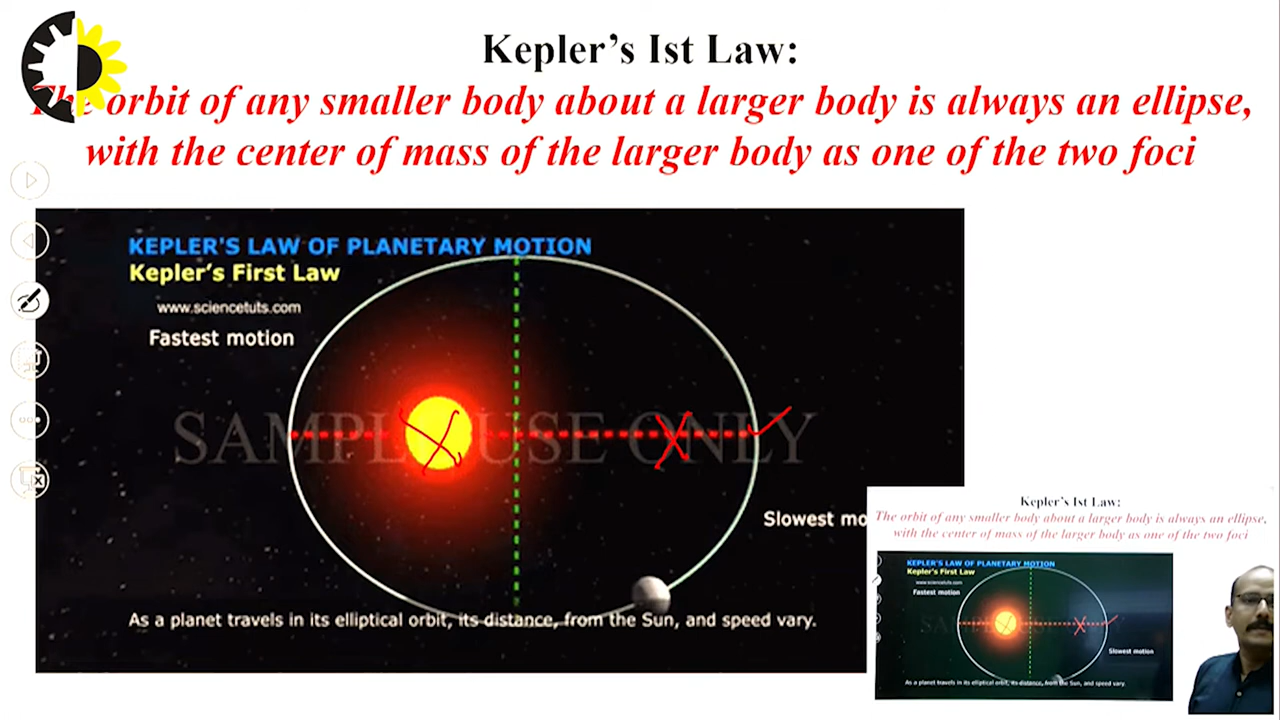 Kepler's Ist Law:
The orbit of any smaller body about a larger body is always an ellipse,
with the center of mass of the larger body as one of the two foci
KEPLER'S LAW OF PLANETARY MOTION
Kepler's First Law
www.sciencetuts.com
Fastest motion
SAMPL USE ONLY
Slowest mo
As a planet travels in its elliptical orbit, its distance, from the Sun, and speed vary.
Kepler's Ist Law:
The orbit of any smaller body about a larger body is always an ellipse,
with the center of mass of the larger body as one of the two foci
KEPLER'S LAW OF PLANETARY MOTION
Kepler's First Law
www.sciencetuts.com
Fastest motion
Slowest motion
As a planet travels in its elliptical orbit, its distance, from the Sun, and speed vary.